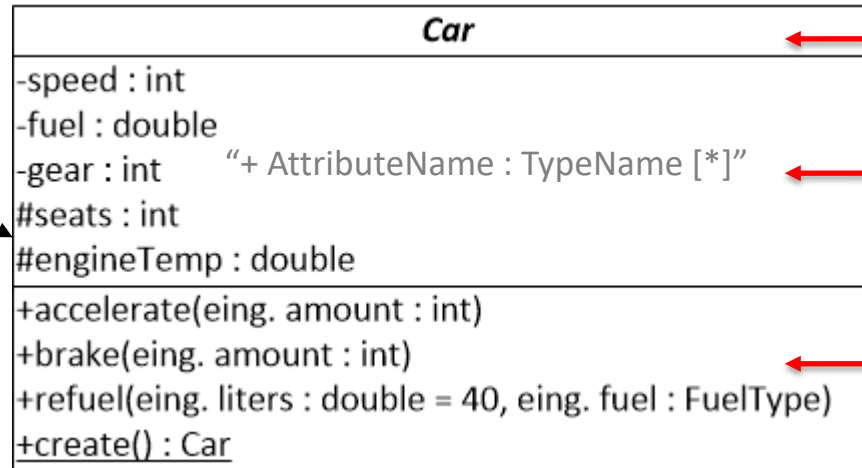 Car
-speed : int
-fuel : double
-gear : int “+ AttributeName : TypeName [*]”
#seats : int
#engineTemp : double
+accelerate(eing. amount : int)
+brake(eing. amount : int)
+refuel(eing. liters : double = 40, eing. fuel : FuelType)
+create() : Car